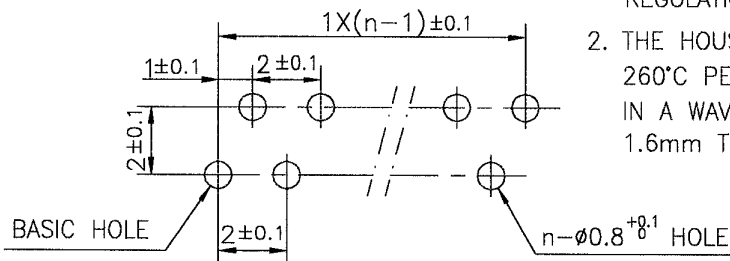 REGULATIO
1X(n-1)±0.1
2. THE HOUS
1±0.1
2±0.1
260°C PE
IN A WAV
2±0.1
1.6mm T
BASIC HOLE
2±0.1
n-ø0.8 +0.1 0 HOLE